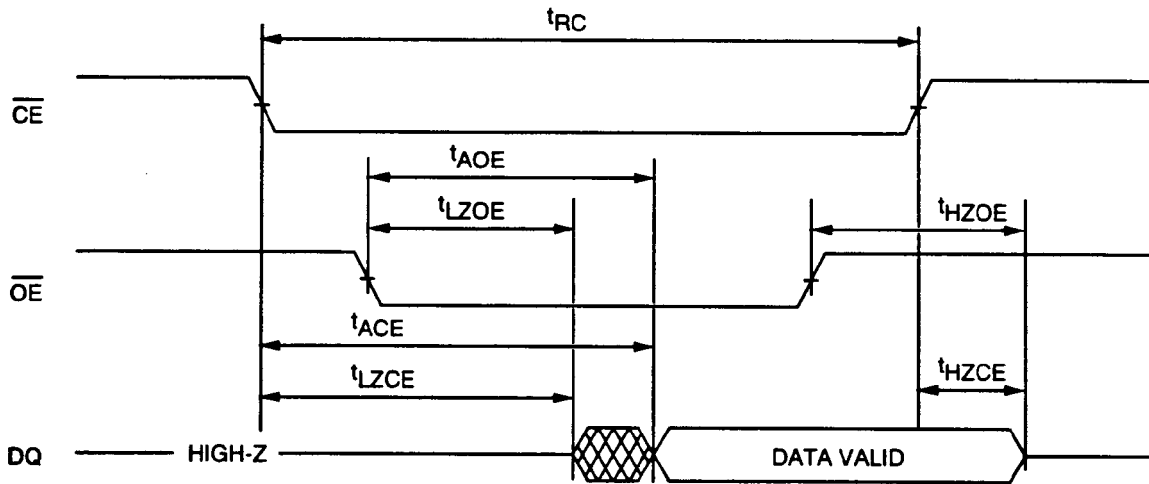 tRC
CE
tAOE
tLZOE
tHZOE
OE
tACE
tLZCE
tHZCE
DQ
HIGH-Z
DATA VALID